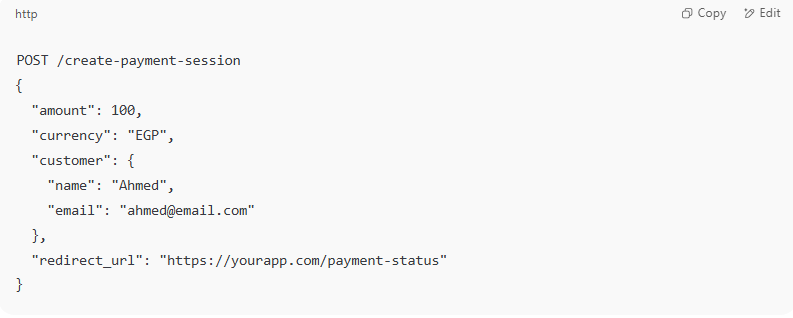 http
Copy
Edit
POST /create-payment-session
{
  "amount": 100,
  "currency": "EGP",
  "customer": {
    "name": "Ahmed",
    "email": "ahmed@email.com"
  },
  "redirect_url": "https://yourapp.com/payment-status"
}